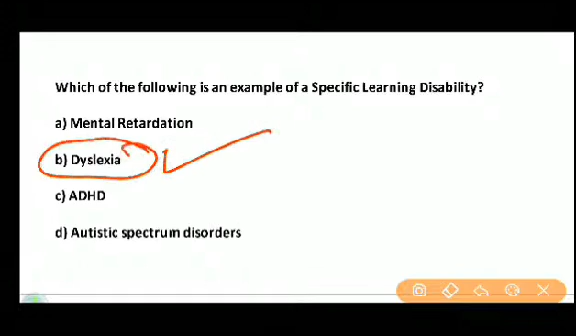 Which of the following is an example of a Specific Learning Disability?
a) Mental Retardation
b) Dyslexia
c) ADHD
d) Autistic spectrum disorders